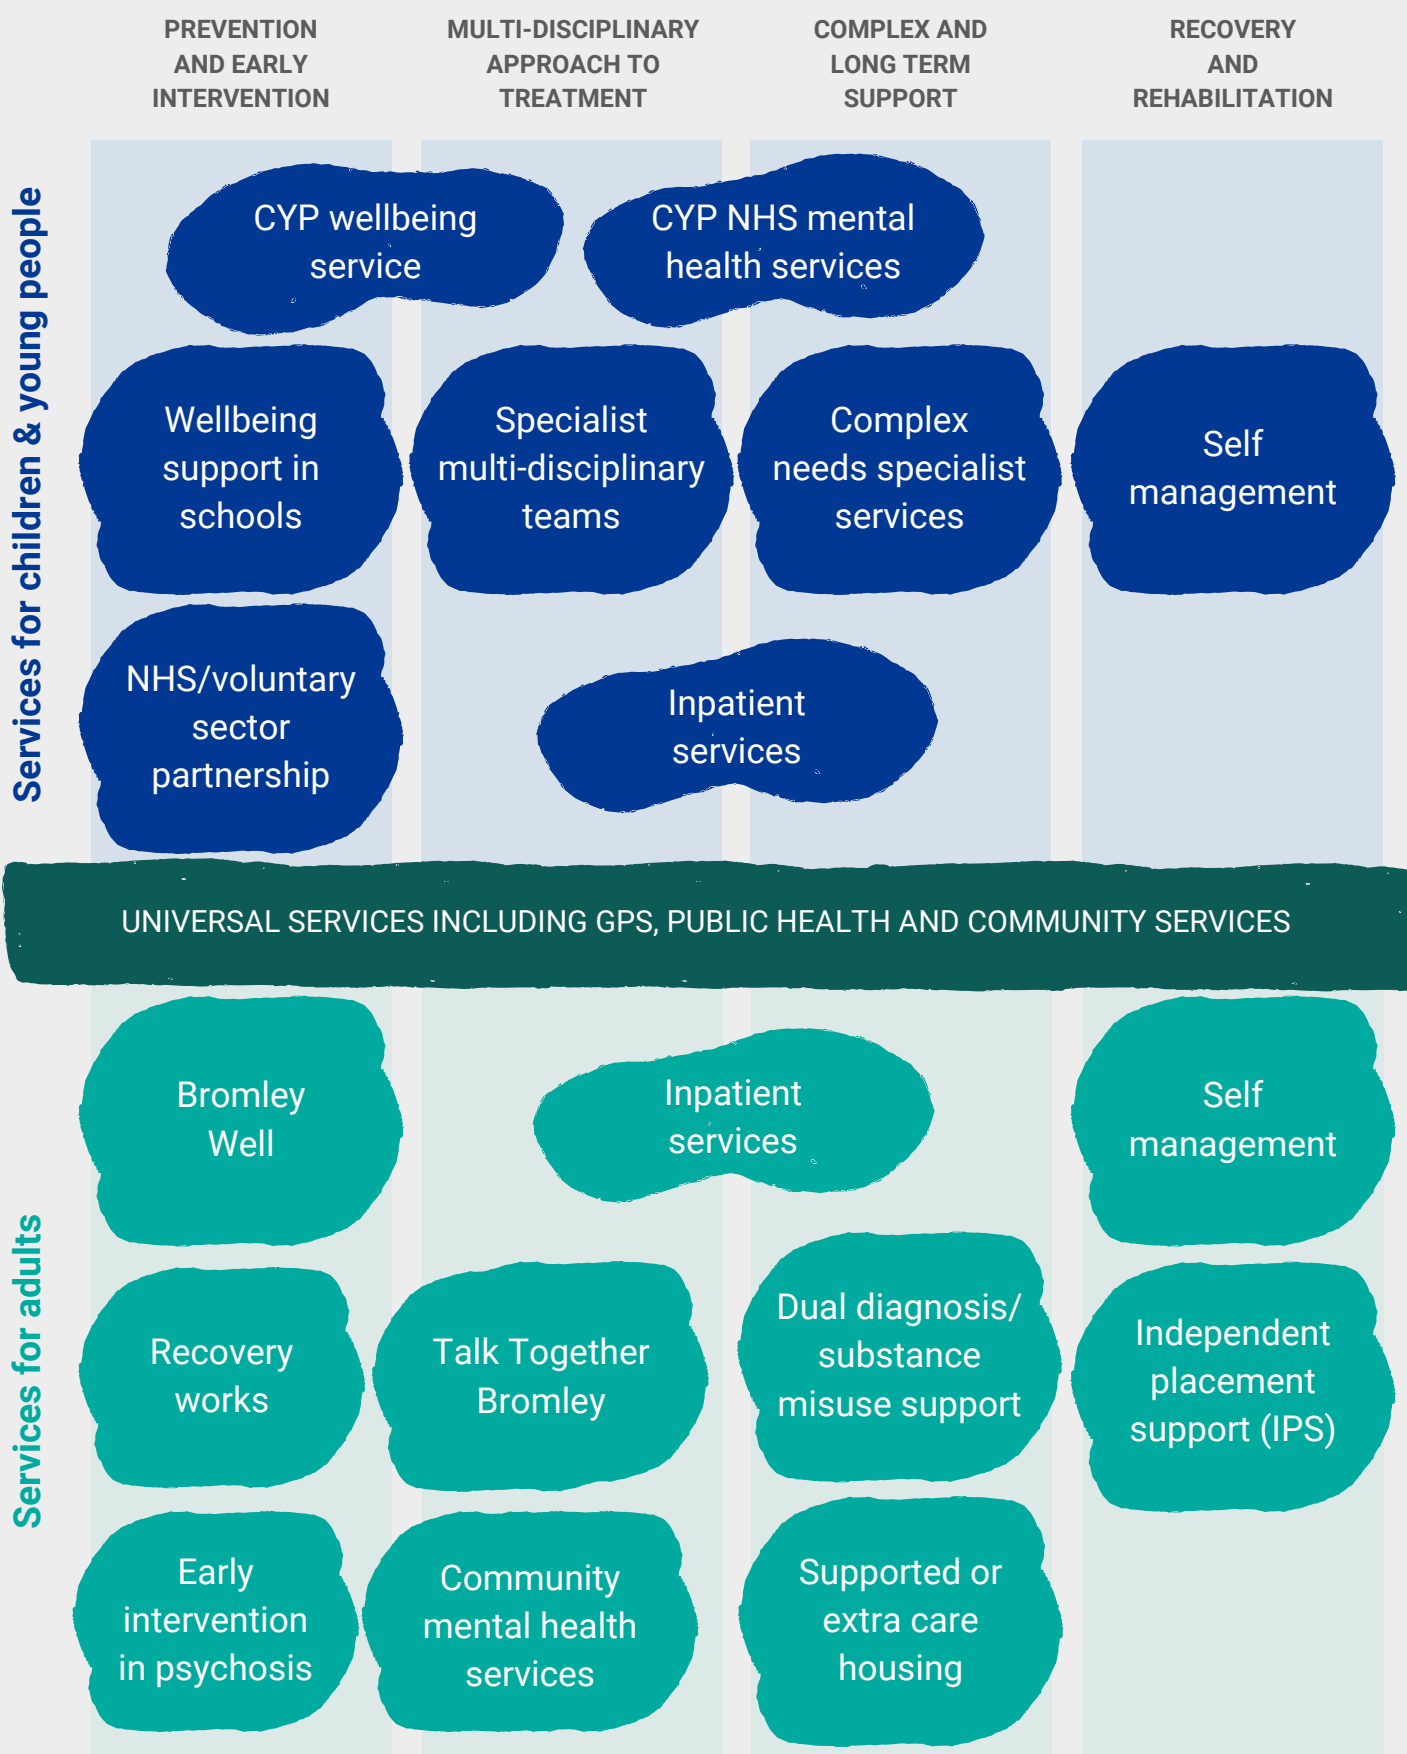 PREVENTION
AND EARLY
INTERVENTION
MULTI-DISCIPLINARY
APPROACH TO
TREATMENT
COMPLEX AND
LONG TERM
SUPPORT
RECOVERY
AND
REHABILITATION
Services for children & young people
CYP wellbeing
service
CYP NHS mental
health services
Wellbeing
support in
schools
Specialist
multi-disciplinary
teams
Complex
needs specialist
services
Self
management
NHS/voluntary
sector
partnership
Inpatient
services
UNIVERSAL SERVICES INCLUDING GPS, PUBLIC HEALTH AND COMMUNITY SERVICES
Services for adults
Bromley
Well
Inpatient
services
Self
management
Recovery
works
Talk Together
Bromley
Dual diagnosis/
substance
misuse support
Independent
placement
support (IPS)
Early
intervention
in psychosis
Community
mental health
services
Supported or
extra care
housing